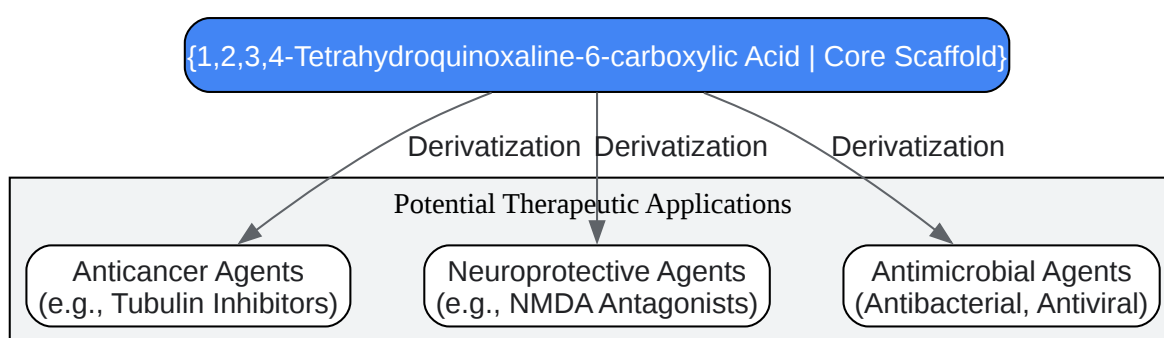 {1,2,3,4-Tetrahydroquinoxaline-6-carboxylic Acid | Core Scaffold}
Derivatization Derivatization Derivatization
Potential Therapeutic Applications
Anticancer Agents
(e.g., Tubulin Inhibitors)
Neuroprotective Agents
(e.g., NMDA Antagonists)
Antimicrobial Agents
(Antibacterial, Antiviral)